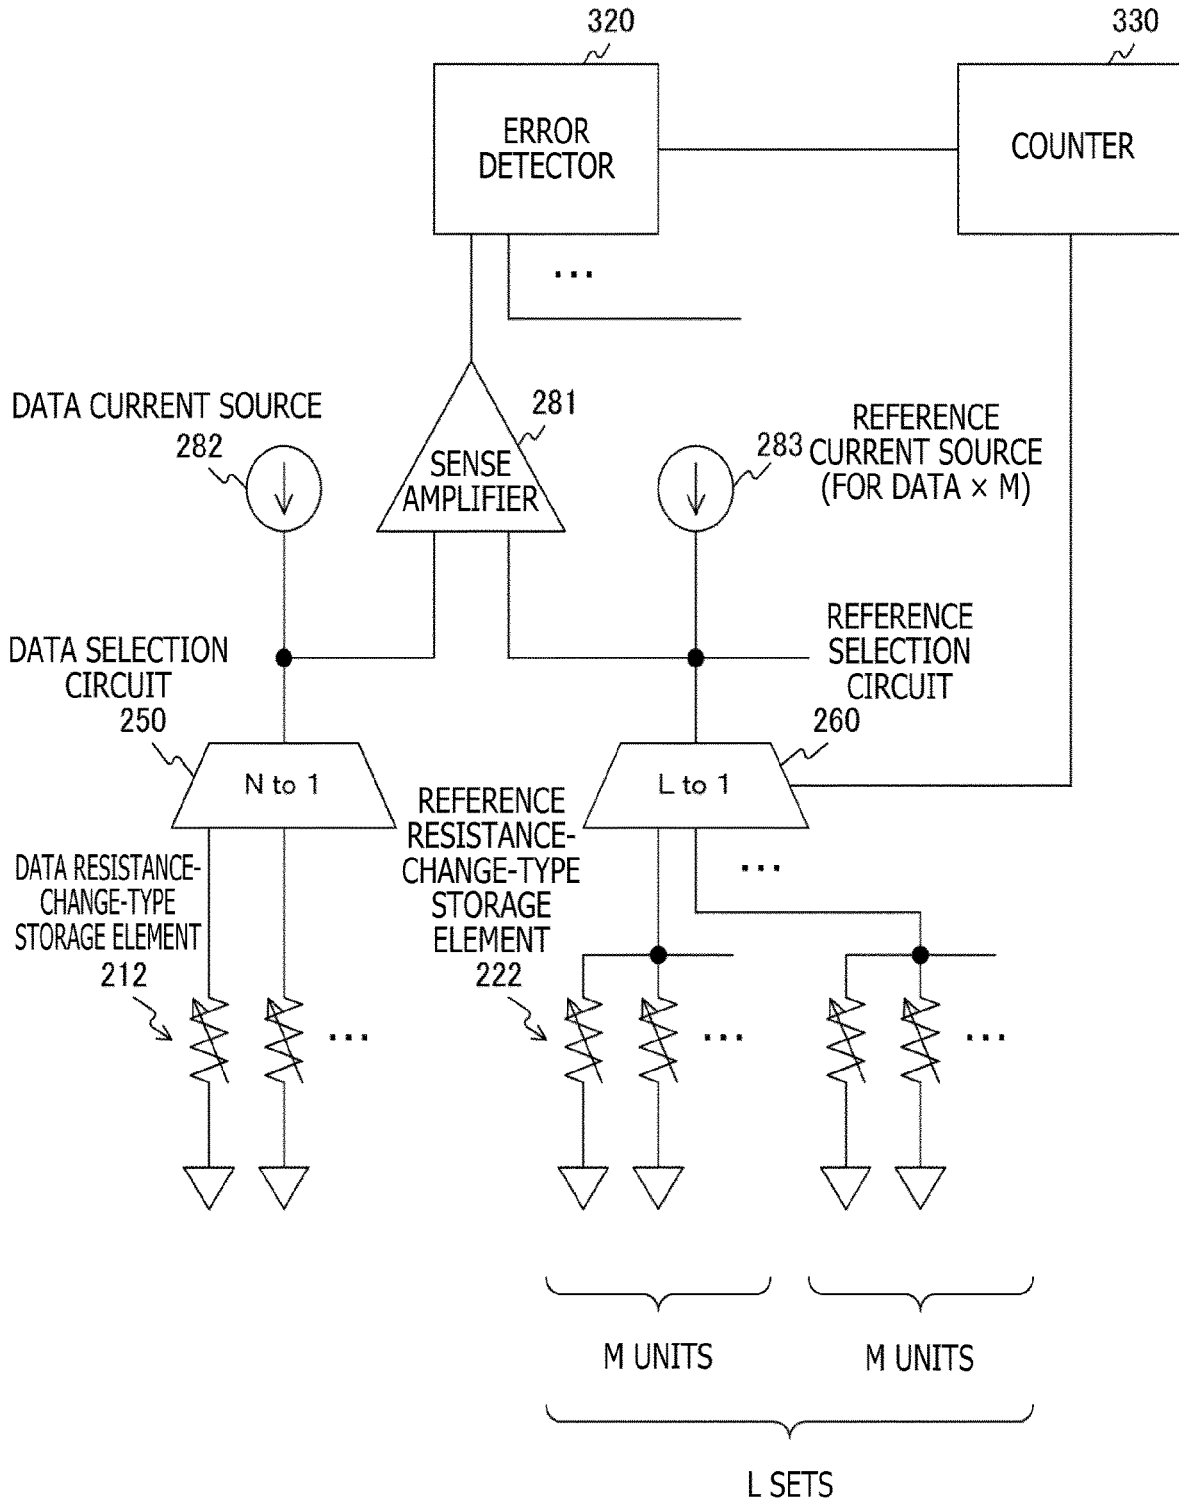 320
330
ERROR
DETECTOR
COUNTER
...
DATA CURRENT SOURCE
282
281
SENSE
AMPLIFIER
283
REFERENCE
CURRENT SOURCE
(FOR DATA × M)
DATA SELECTION
CIRCUIT
250
REFERENCE
SELECTION
CIRCUIT
260
N to 1
L to 1
REFERENCE
RESISTANCE-
CHANGE-TYPE
STORAGE
ELEMENT
222
...
DATA RESISTANCE-
CHANGE-TYPE
STORAGE ELEMENT
212
...
...
...
M UNITS
M UNITS
L SETS